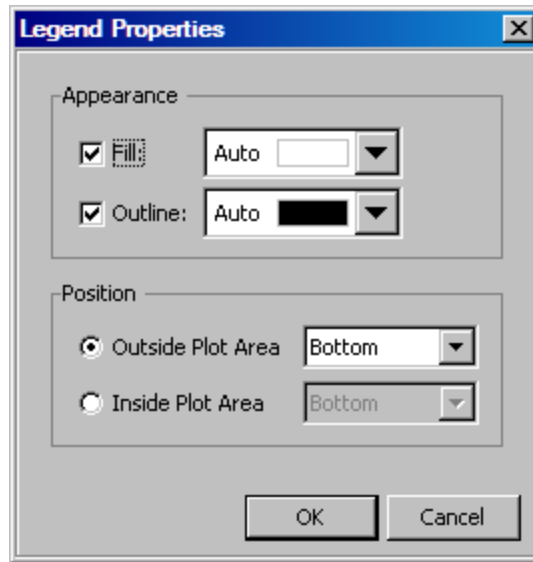 Legend Properties
Appearance
Fill: Auto
Outline: Auto
Position
Outside Plot Area Bottom
Inside Plot Area Bottom
OK Cancel